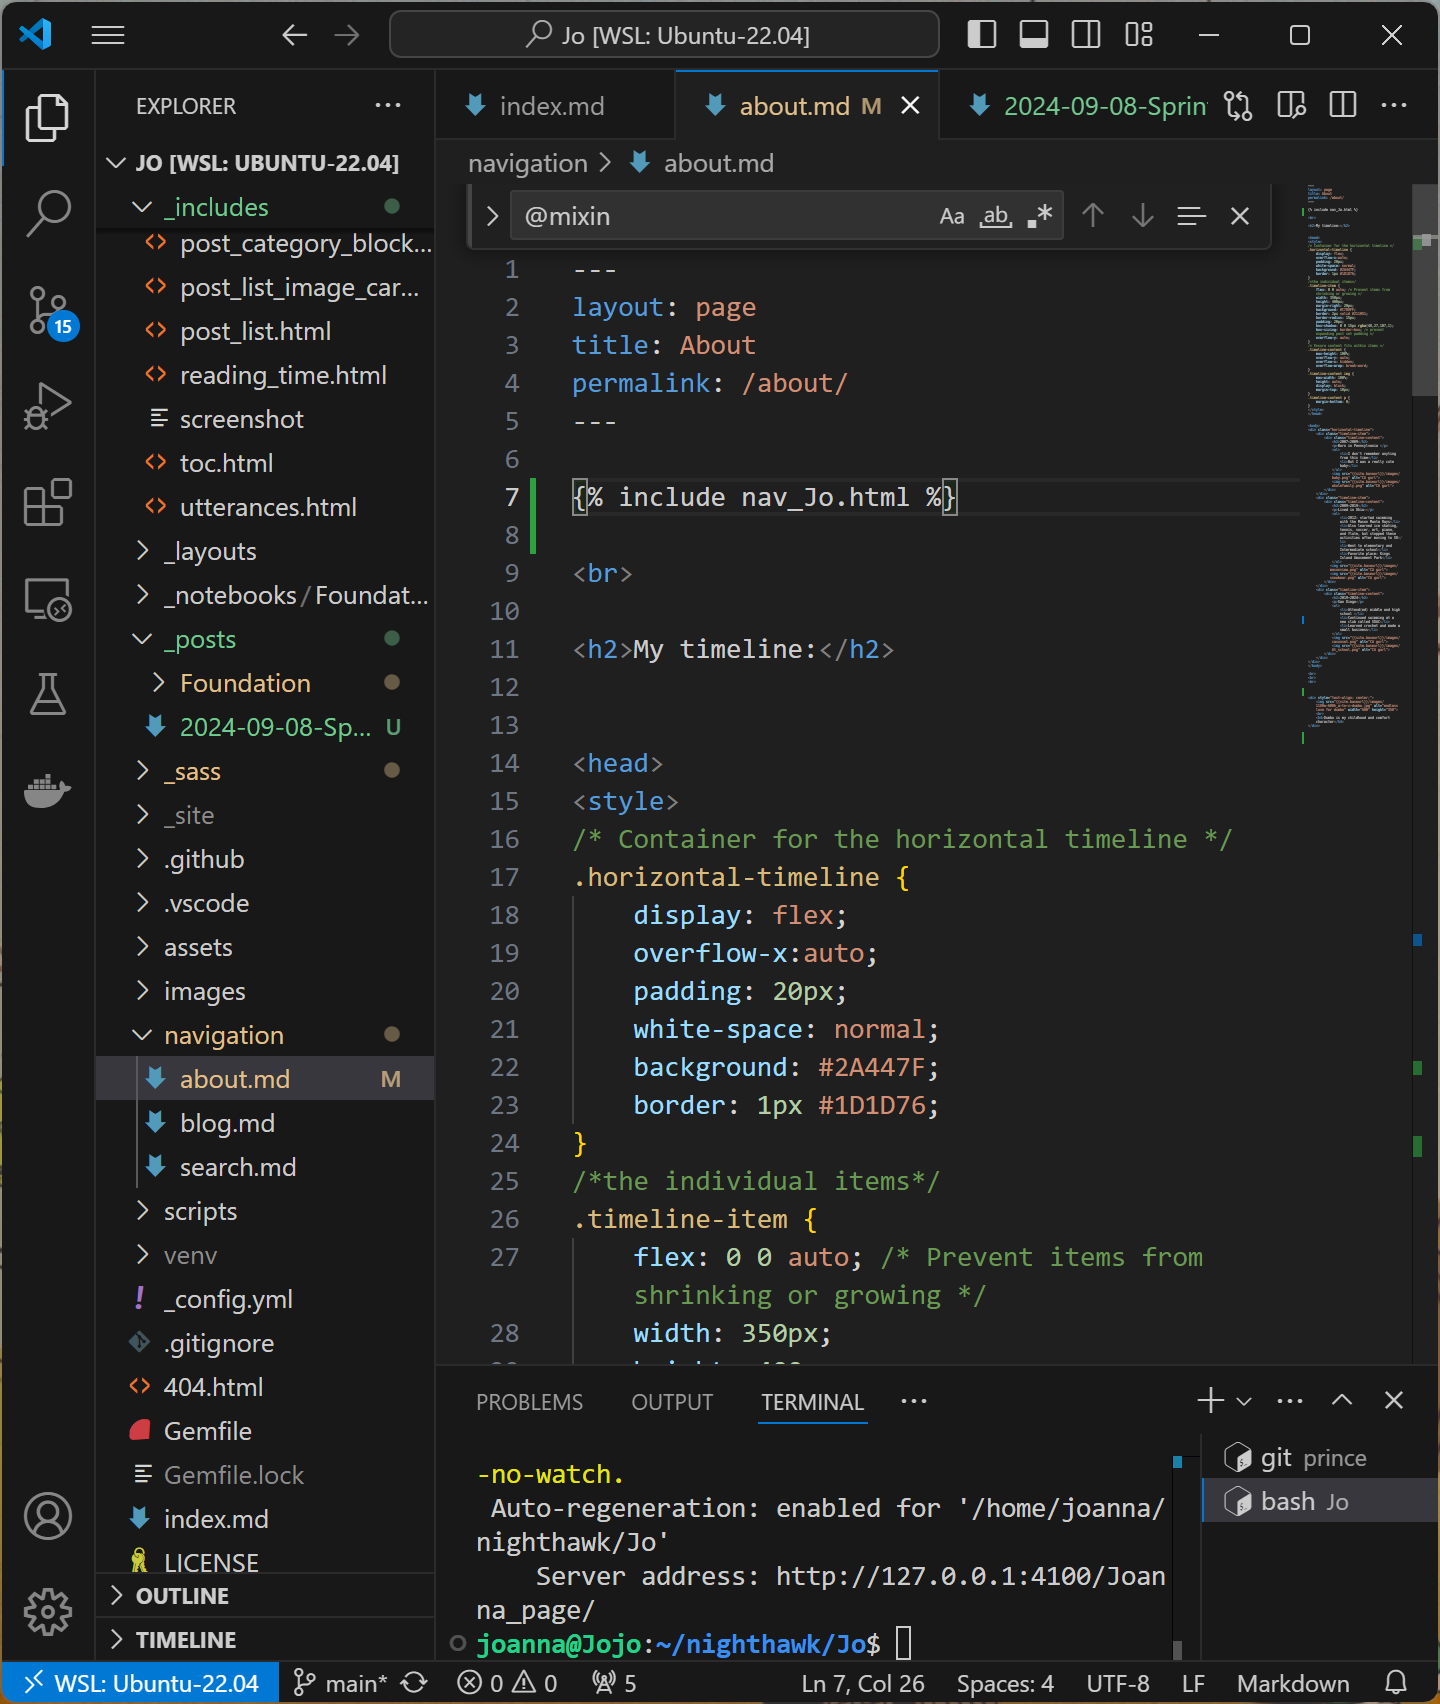 Jo [WSL: Ubuntu-22.04]
EXPLORER
JO [WSL: UBUNTU-22.04]
_includes
post_category_block...
post_list_image_car...
post_list.html
reading_time.html
screenshot
toc.html
utterances.html
_layouts
_notebooks / Foundat...
_posts
Foundation
2024-09-08-Sp... U
_sass
_site
.github
.vscode
assets
images
navigation
about.md M
blog.md
search.md
scripts
venv
_config.yml
.gitignore
404.html
Gemfile
Gemfile.lock
index.md
LICENSE
OUTLINE
TIMELINE
15
index.md
about.md M
2024-09-08-Sprin
navigation > about.md
@mixin
Aa ab .*
1 ---
2 layout: page
3 title: About
4 permalink: /about/
5 ---
6
7 {% include nav_Jo.html %}
8
9 <br>
10
11 <h2>My timeline:</h2>
12
13
14 <head>
15 <style>
16 /* Container for the horizontal timeline */
17 .horizontal-timeline {
18 display: flex;
19 overflow-x:auto;
20 padding: 20px;
21 white-space: normal;
22 background: #2A447F;
23 border: 1px #1D1D76;
24 }
25 /*the individual items*/
26 .timeline-item {
27 flex: 0 0 auto; /* Prevent items from
shrinking or growing */
28 width: 350px;
PROBLEMS OUTPUT TERMINAL
-no-watch.
Auto-regeneration: enabled for '/home/joanna/
nighthawk/Jo'
Server address: http://127.0.0.1:4100/Joan
na_page/
joanna@Jojo:~/nighthawk/Jo$
git prince
bash Jo
WSL: Ubuntu-22.04 main* 0 0 5 Ln 7, Col 26 Spaces: 4 UTF-8 LF Markdown